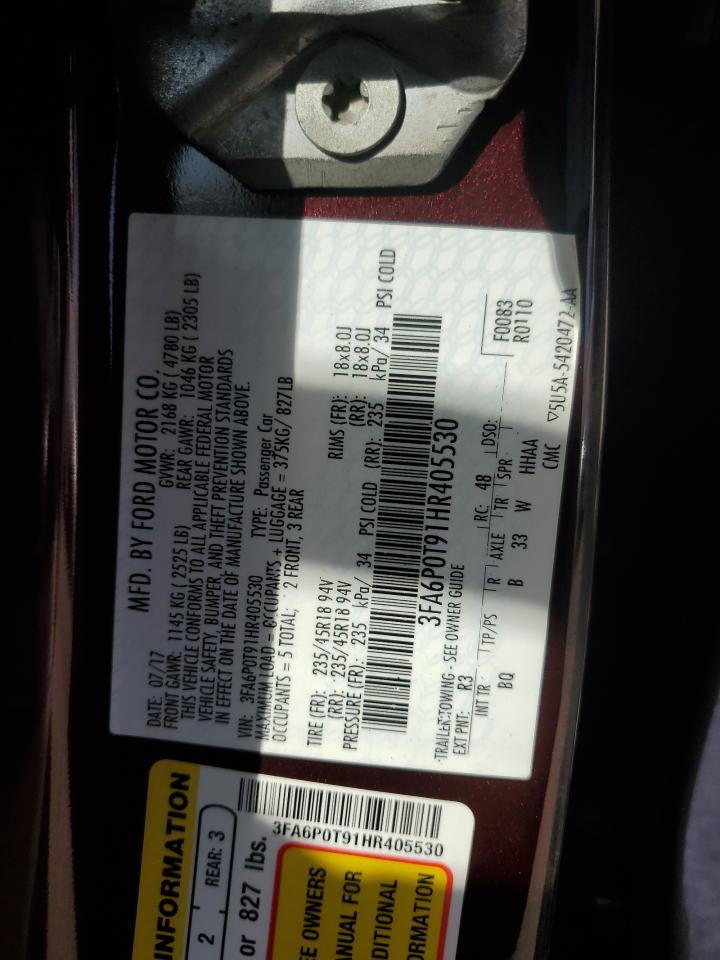 MFD. BY FORD MOTOR CO.
DATE: 07/17 GVWR: 2168 KG ( 4780 LB)
FRONT GAWR: 1145 KG ( 2525 LB) REAR GAWR: 1046 KG ( 2305 LB)
THIS VEHICLE CONFORMS TO ALL APPLICABLE FEDERAL MOTOR
VEHICLE SAFETY, BUMPER, AND THEFT PREVENTION STANDARDS
IN EFFECT ON THE DATE OF MANUFACTURE SHOWN ABOVE.
VIN: 3FA6P0T91HR405530 TYPE: Passenger Car
MAXIMUM LOAD = OCCUPANTS + LUGGAGE = 375KG/ 827LB
OCCUPANTS = 5 TOTAL; 2 FRONT, 3 REAR
TIRE (FR): 235/45R18 94V RIMS (FR): 18x8.0J
(RR): 235/45R18 94V (RR): 18x8.0J
PRESSURE (FR): 235 kPa/ 34 PSI COLD (RR): 235 kPa/ 34 PSI COLD
3FA6P0T91HR405530
TRAILER TOWING - SEE OWNER GUIDE
EXT PNT: R3 RC: 48 DSO: F0083
R0110
INT TR TP/PS R AXLE TR SPR
BQ B 33 W HHAA
CMC ▽5U5A-5420472-AA
INFORMATION
2 REAR: 3
or 827 lbs.
3FA6P0T91HR405530
EE OWNERS
ANUAL FOR
DITIONAL
ORMATION